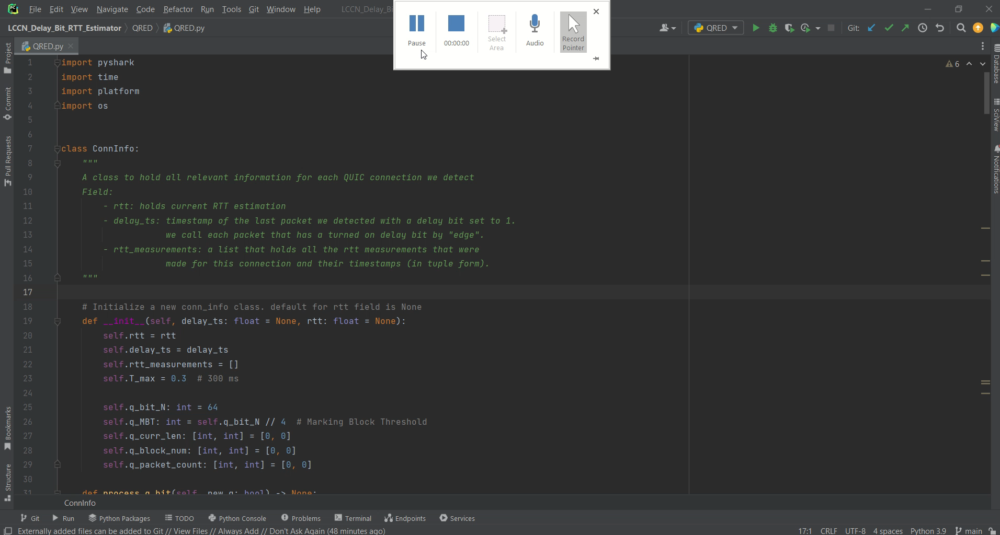 File Edit View Navigate Code Refactor Run Tools Git Window Help LCCN_Delay_Bi
Pause
00:00:00
Select Area
Audio
Record Pointer
LCCN_Delay_Bit_RTT_Estimator QRED QRED.py
QRED
Git:
QRED.py
6
Project
Commit
Pull Requests
Bookmarks
Structure
Database
SciView
Notifications
1 import pyshark
2 import time
3 import platform
4 import os
5
6
7 class ConnInfo:
8 """
9 A class to hold all relevant information for each QUIC connection we detect
10 Field:
11 - rtt: holds current RTT estimation
12 - delay_ts: timestamp of the last packet we detected with a delay bit set to 1.
13 we call each packet that has a turned on delay bit by "edge".
14 - rtt_measurements: a list that holds all the rtt measurements that were
15 made for this connection and their timestamps (in tuple form).
16 """
17
18 # Initialize a new conn_info class. default for rtt field is None
19 def __init__(self, delay_ts: float = None, rtt: float = None):
20 self.rtt = rtt
21 self.delay_ts = delay_ts
22 self.rtt_measurements = []
23 self.T_max = 0.3 # 300 ms
24
25 self.q_bit_N: int = 64
26 self.q_MBT: int = self.q_bit_N // 4 # Marking Block Threshold
27 self.q_curr_len: [int, int] = [0, 0]
28 self.q_block_num: [int, int] = [0, 0]
29 self.q_packet_count: [int, int] = [0, 0]
30
31 def process_q_bit(self, new_q: bool) -> None:
ConnInfo
Git Run Python Packages TODO Python Console Problems Terminal Endpoints Services
Externally added files can be added to Git // View Files // Always Add // Don't Ask Again (48 minutes ago) 17:1 CRLF UTF-8 4 spaces Python 3.9 main